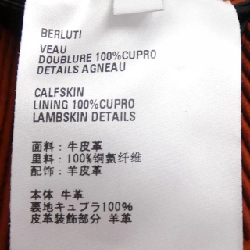 BERLUTI
VEAU
DOUBLURE 100%CUPRO
DETAILS AGNEAU
CALFSKIN
LINING 100%CUPRO
LAMBSKIN DETAILS
面料：牛皮革
里料：100%铜氨纤维
配饰：羊皮革
本体 牛革
裏地キュプラ100%
皮革装飾部分 羊革